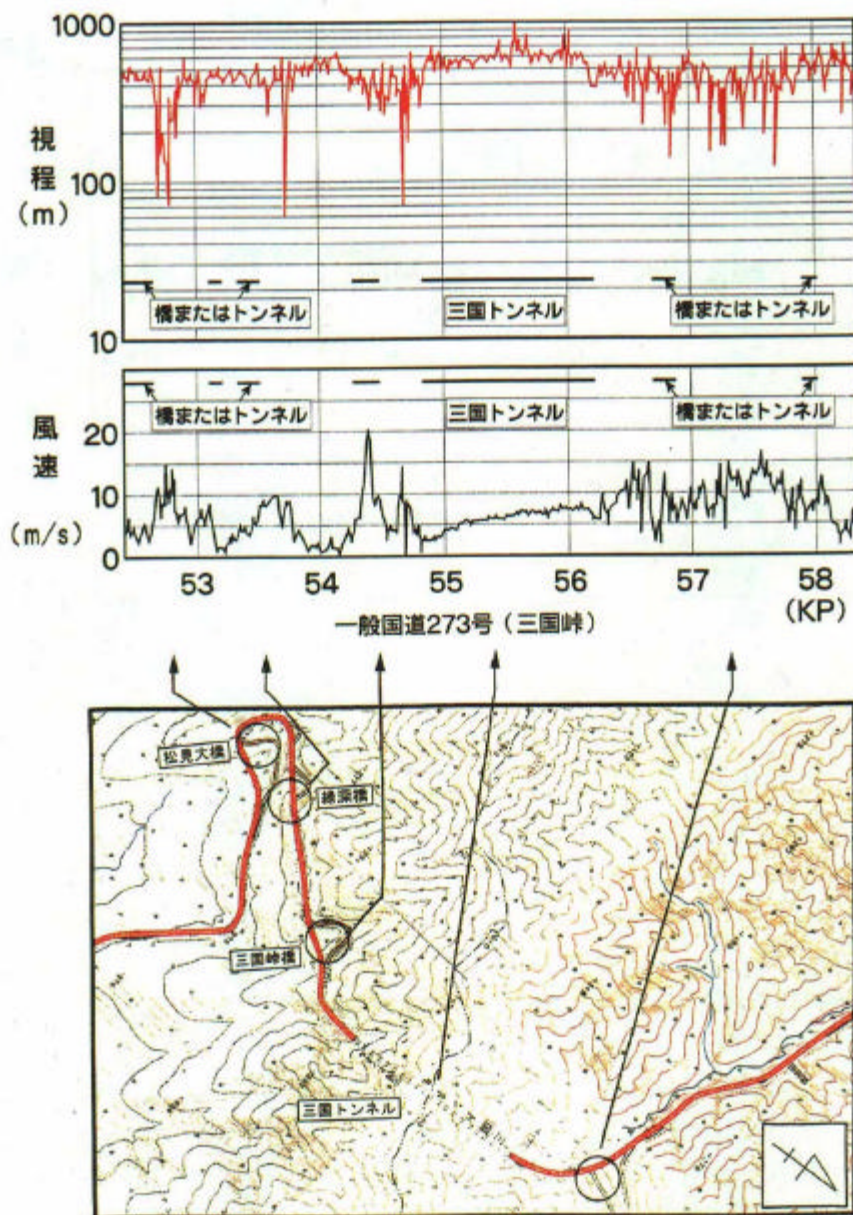 1000
視程
(m)
100
橋またはトンネル
三国トンネル
橋またはトンネル
10
橋またはトンネル
三国トンネル
橋またはトンネル
風速
20
10
(m/s)
0
53 54 55 56 57 58
(KP)
一般国道273号（三国峠）
松見大橋
緑深橋
三国峠橋
三国トンネル